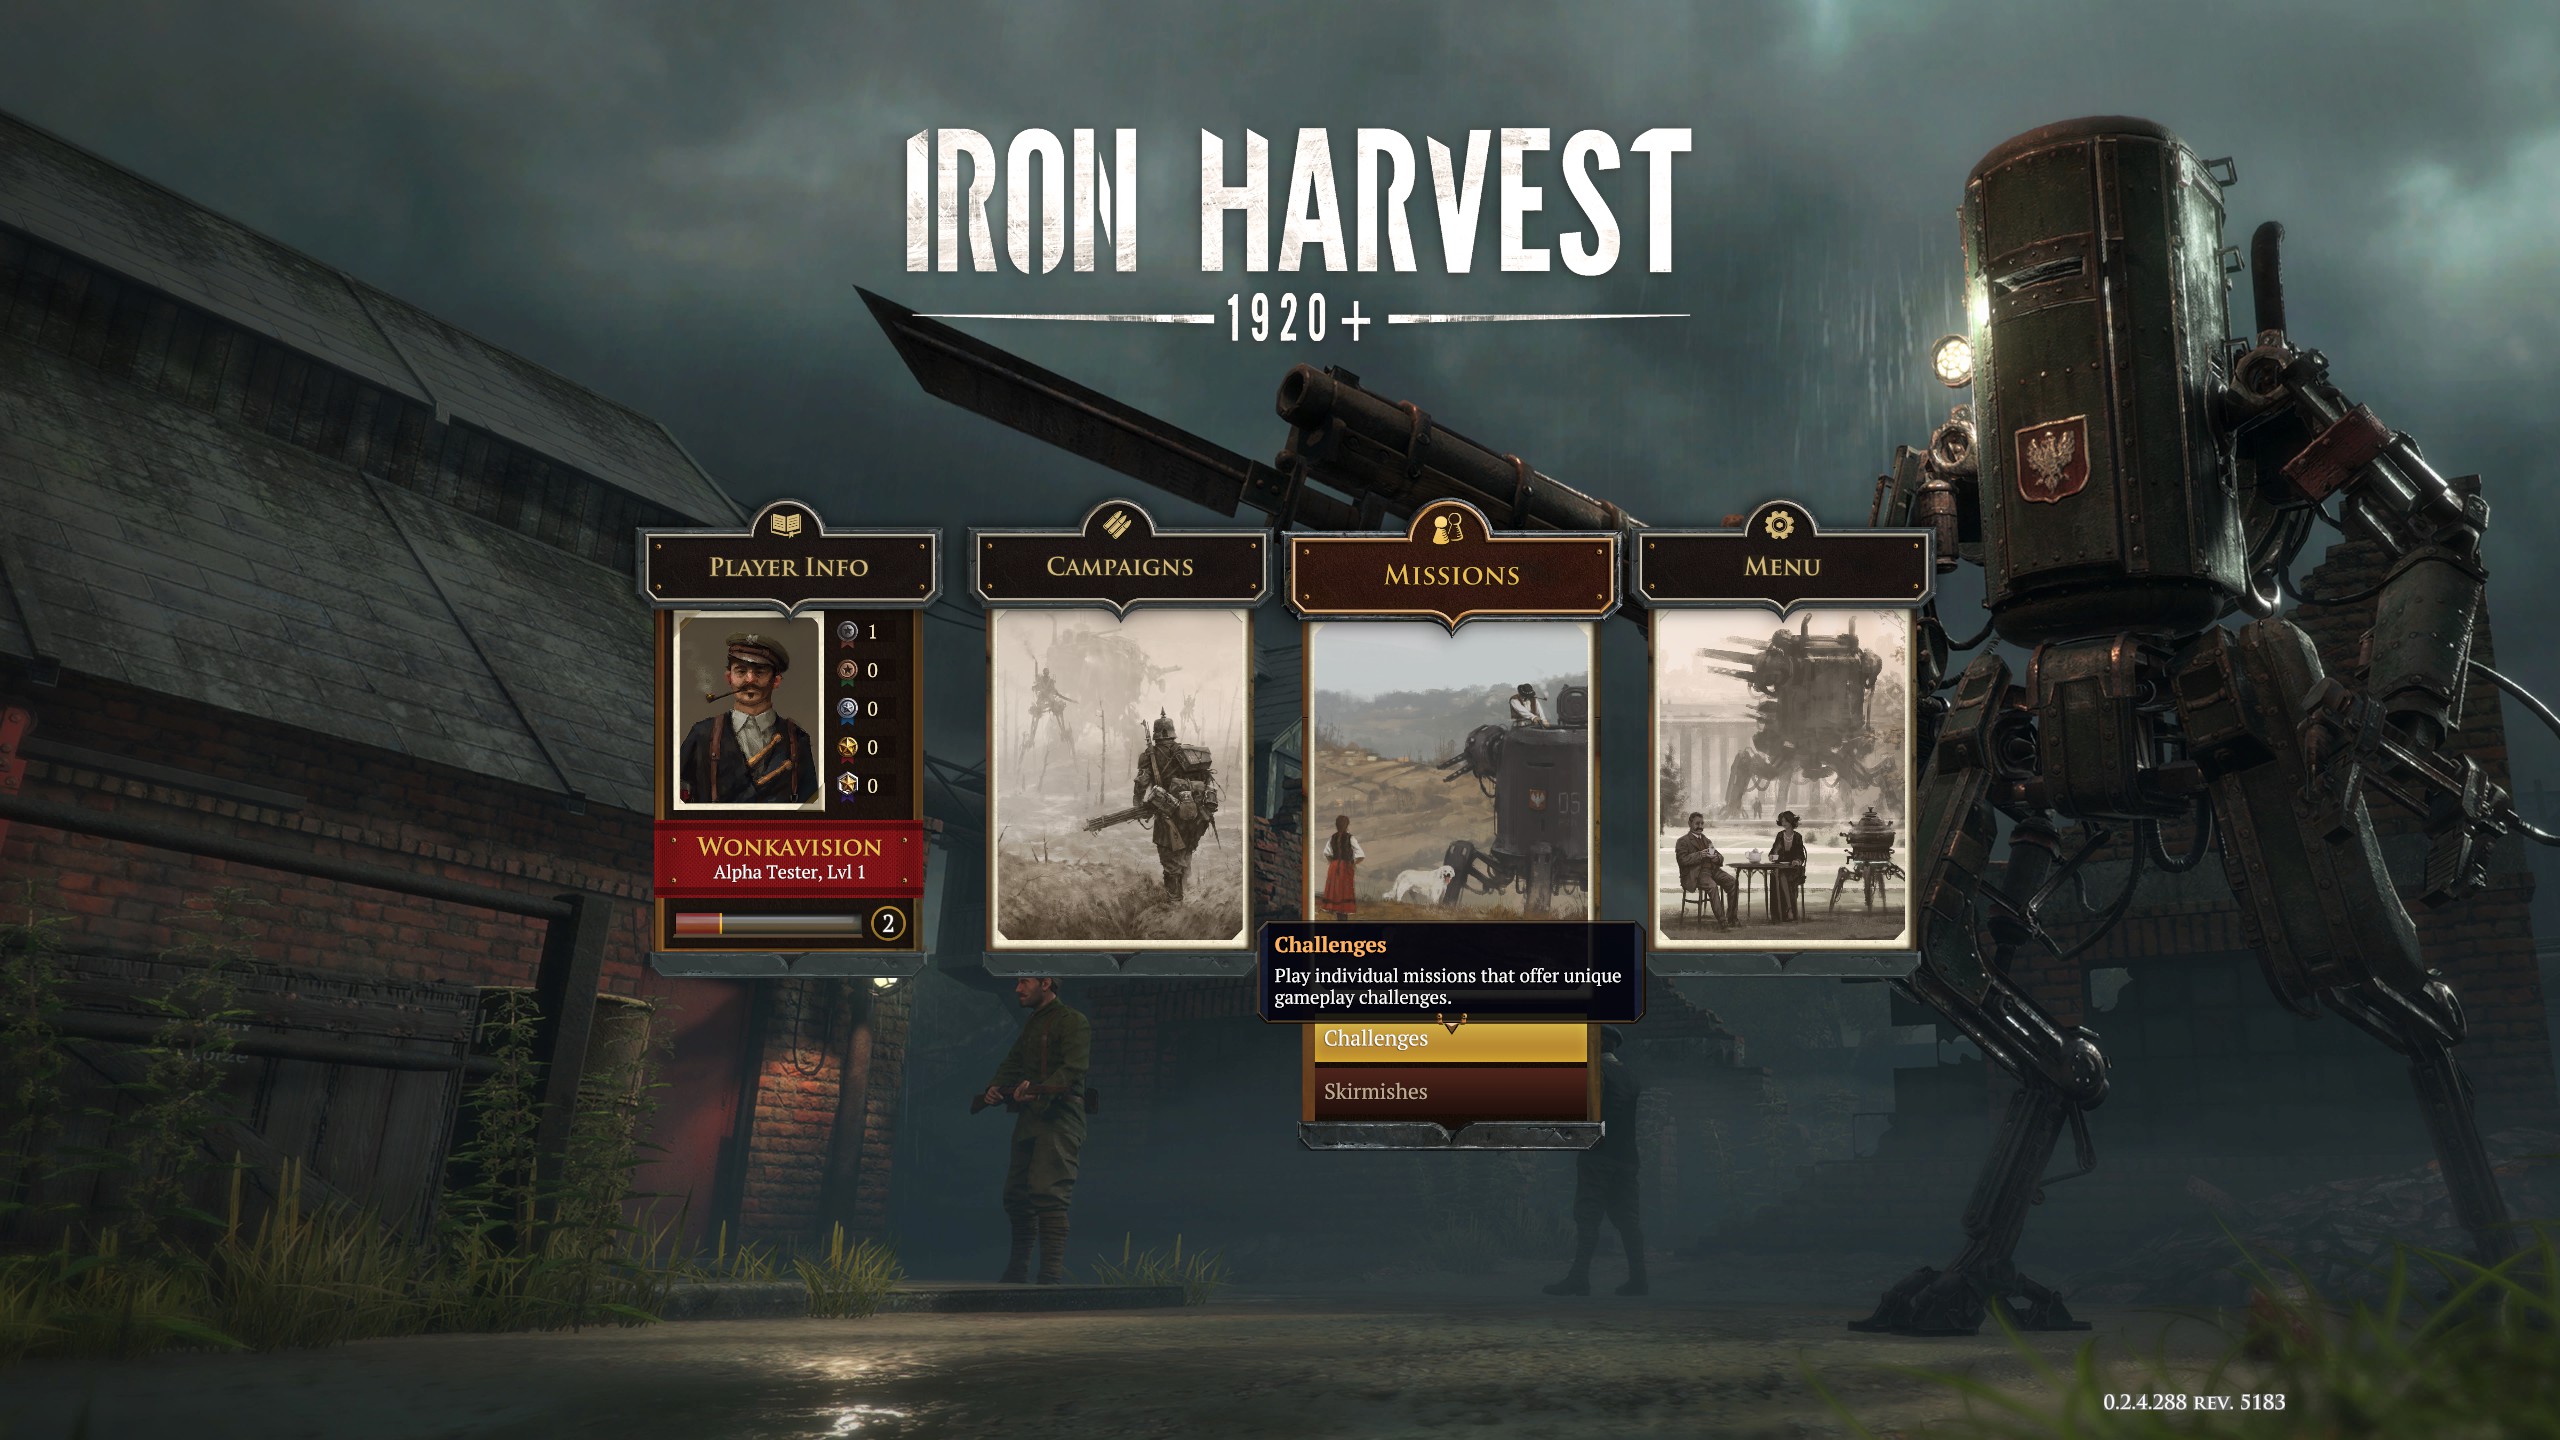 IRON HARVEST
1920+
PLAYER INFO
CAMPAIGNS
MISSIONS
MENU
1
0
0
0
0
WONKAVISION
Alpha Tester, Lvl 1
2
05
Challenges
Play individual missions that offer unique
gameplay challenges.
Challenges
Skirmishes
0.2.4.288 REV. 5183